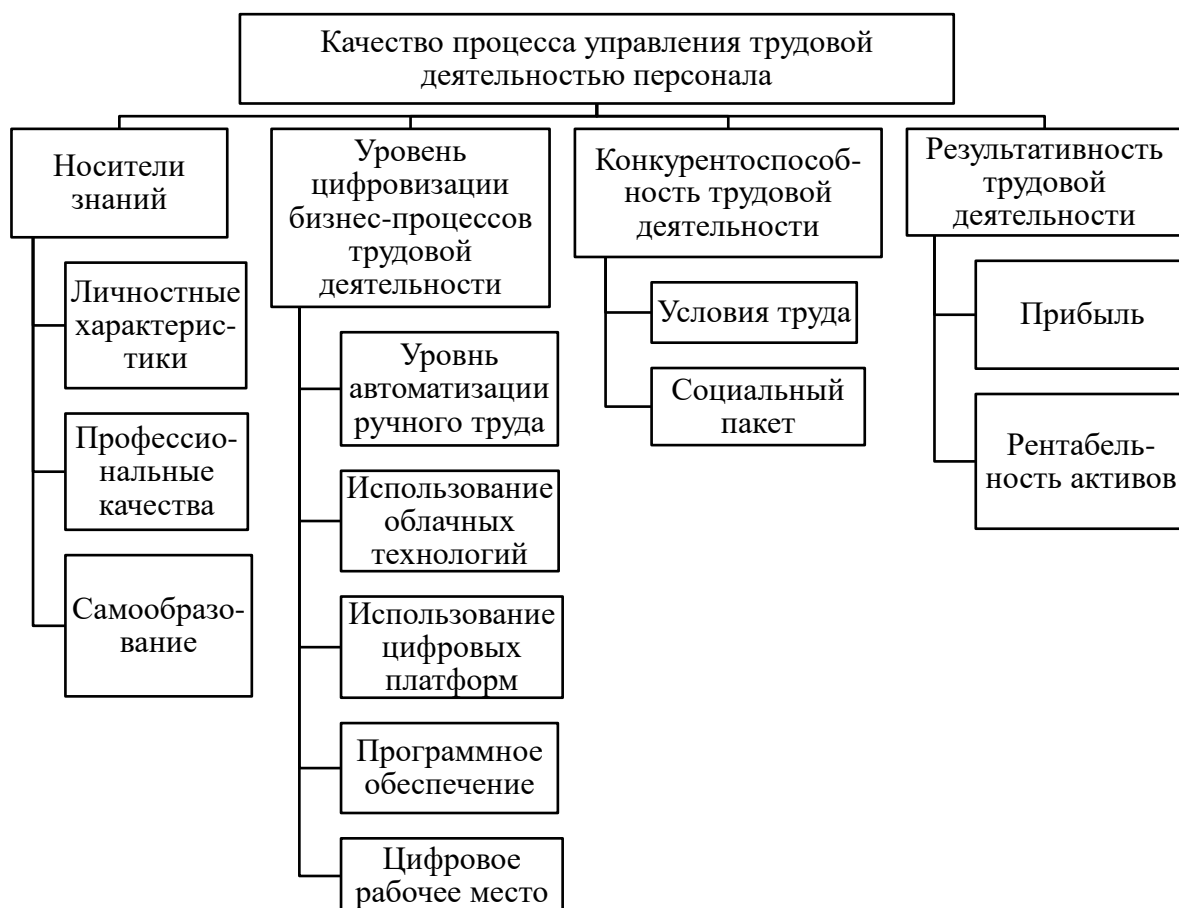 Качество процесса управления трудовой
деятельностью персонала
Носители
знаний
Личностные
характерис-
тики
Профессио-
нальные
качества
Самообразо-
вание
Уровень
цифровизации
бизнес-процессов
трудовой
деятельности
Уровнь
автоматизации
ручного труда
Использование
облачных
технологий
Использование
цифровых
платформ
Программное
обеспечение
Цифровое
рабочее место
Конкурентоспособ-
ность трудовой
деятельности
Условия труда
Социальный
пакет
Результативность
трудовой
деятельности
Прибыль
Рентабель-
ность активов